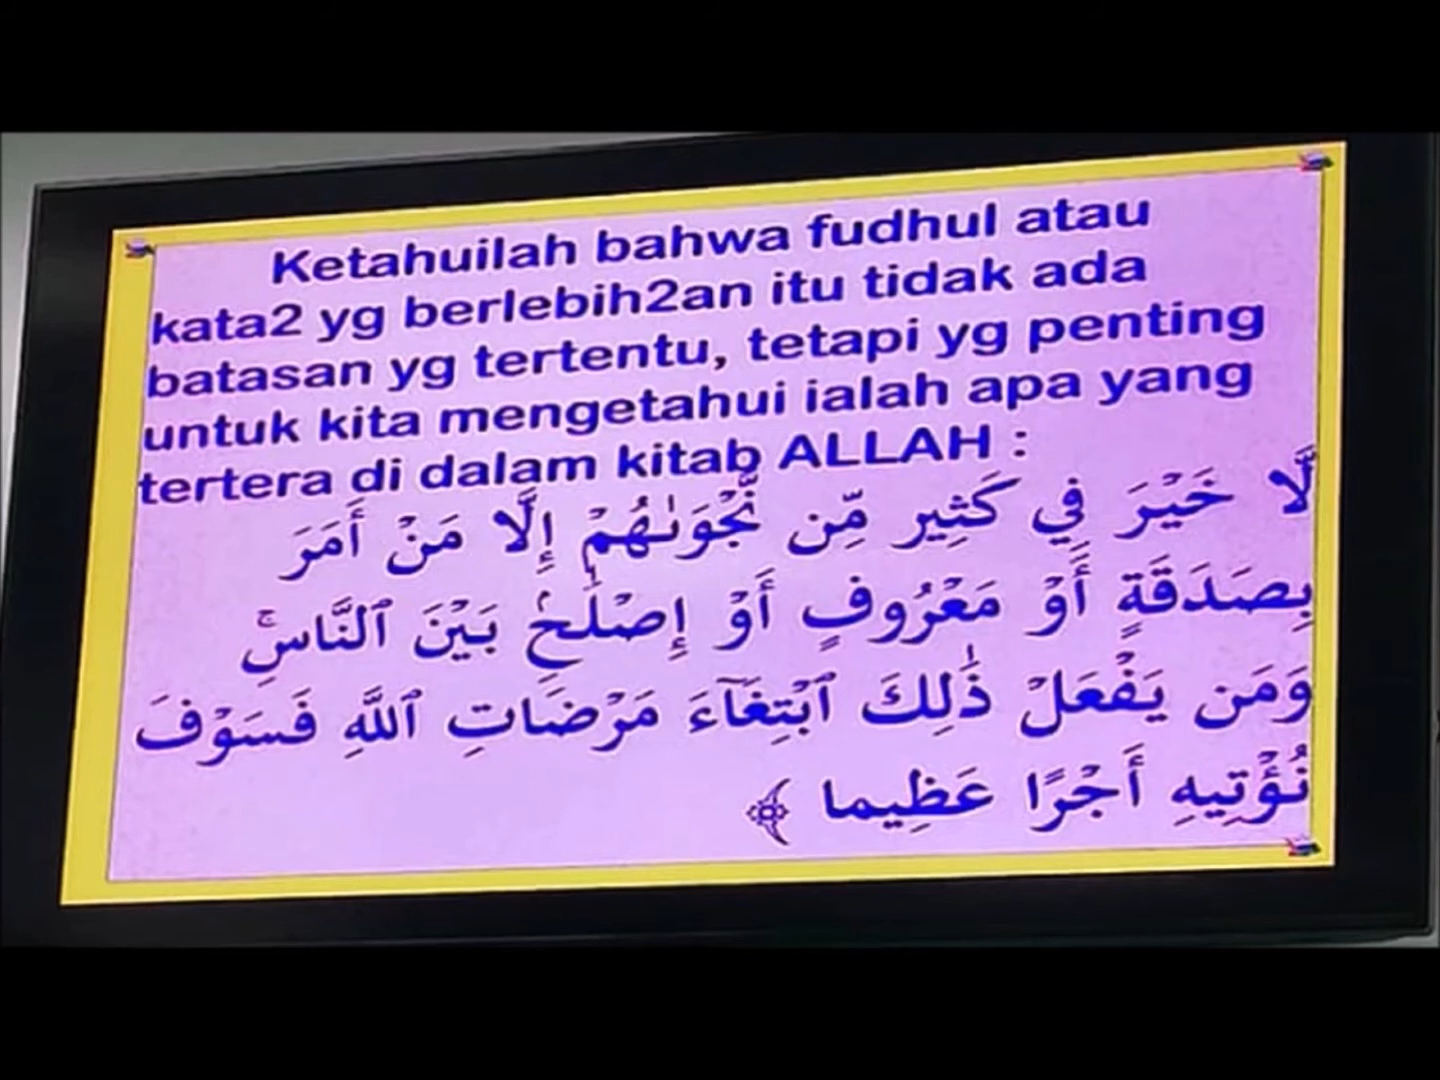 Ketahuilah bahwa fudhul atau
kata2 yg berlebih2an itu tidak ada
batasan yg tertentu, tetapi yg penting
untuk kita mengetahui ialah apa yang
tertera di dalam kitab ALLAH :
لَّا خَيْرَ فِي كَثِيرٍ مِّن نَّجْوَىٰهُمْ إِلَّا مَنْ أَمَرَ
بِصَدَقَةٍ أَوْ مَعْرُوفٍ أَوْ إِصْلَٰحٍۭ بَيْنَ ٱلنَّاسِۚ
وَمَن يَفْعَلْ ذَٰلِكَ ٱبْتِغَآءَ مَرْضَاتِ ٱللَّهِ فَسَوْفَ
نُؤْتِيهِ أَجْرًا عَظِيما ﴾